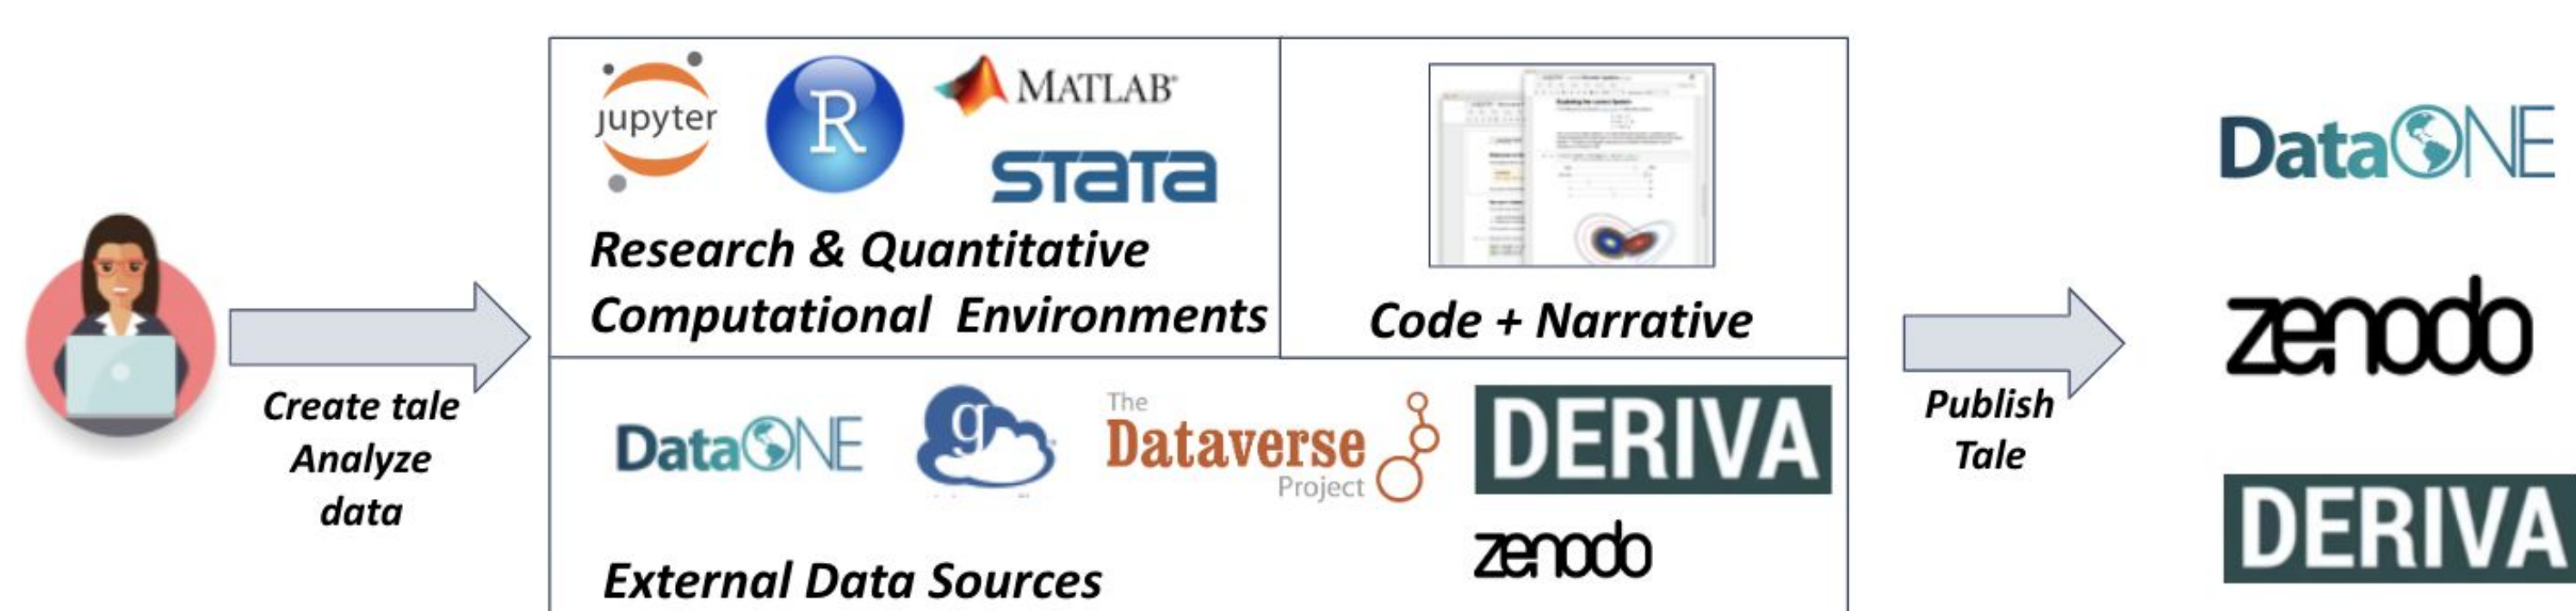 Create tale
Analyze
data
jupyter
R
MATLAB®
STATA
Research & Quantitative
Computational Environments
Code + Narrative
DataONE
g
The
Dataverse
Project
DERIVA
zenodo
External Data Sources
Publish
Tale
DataONE
zenodo
DERIVA